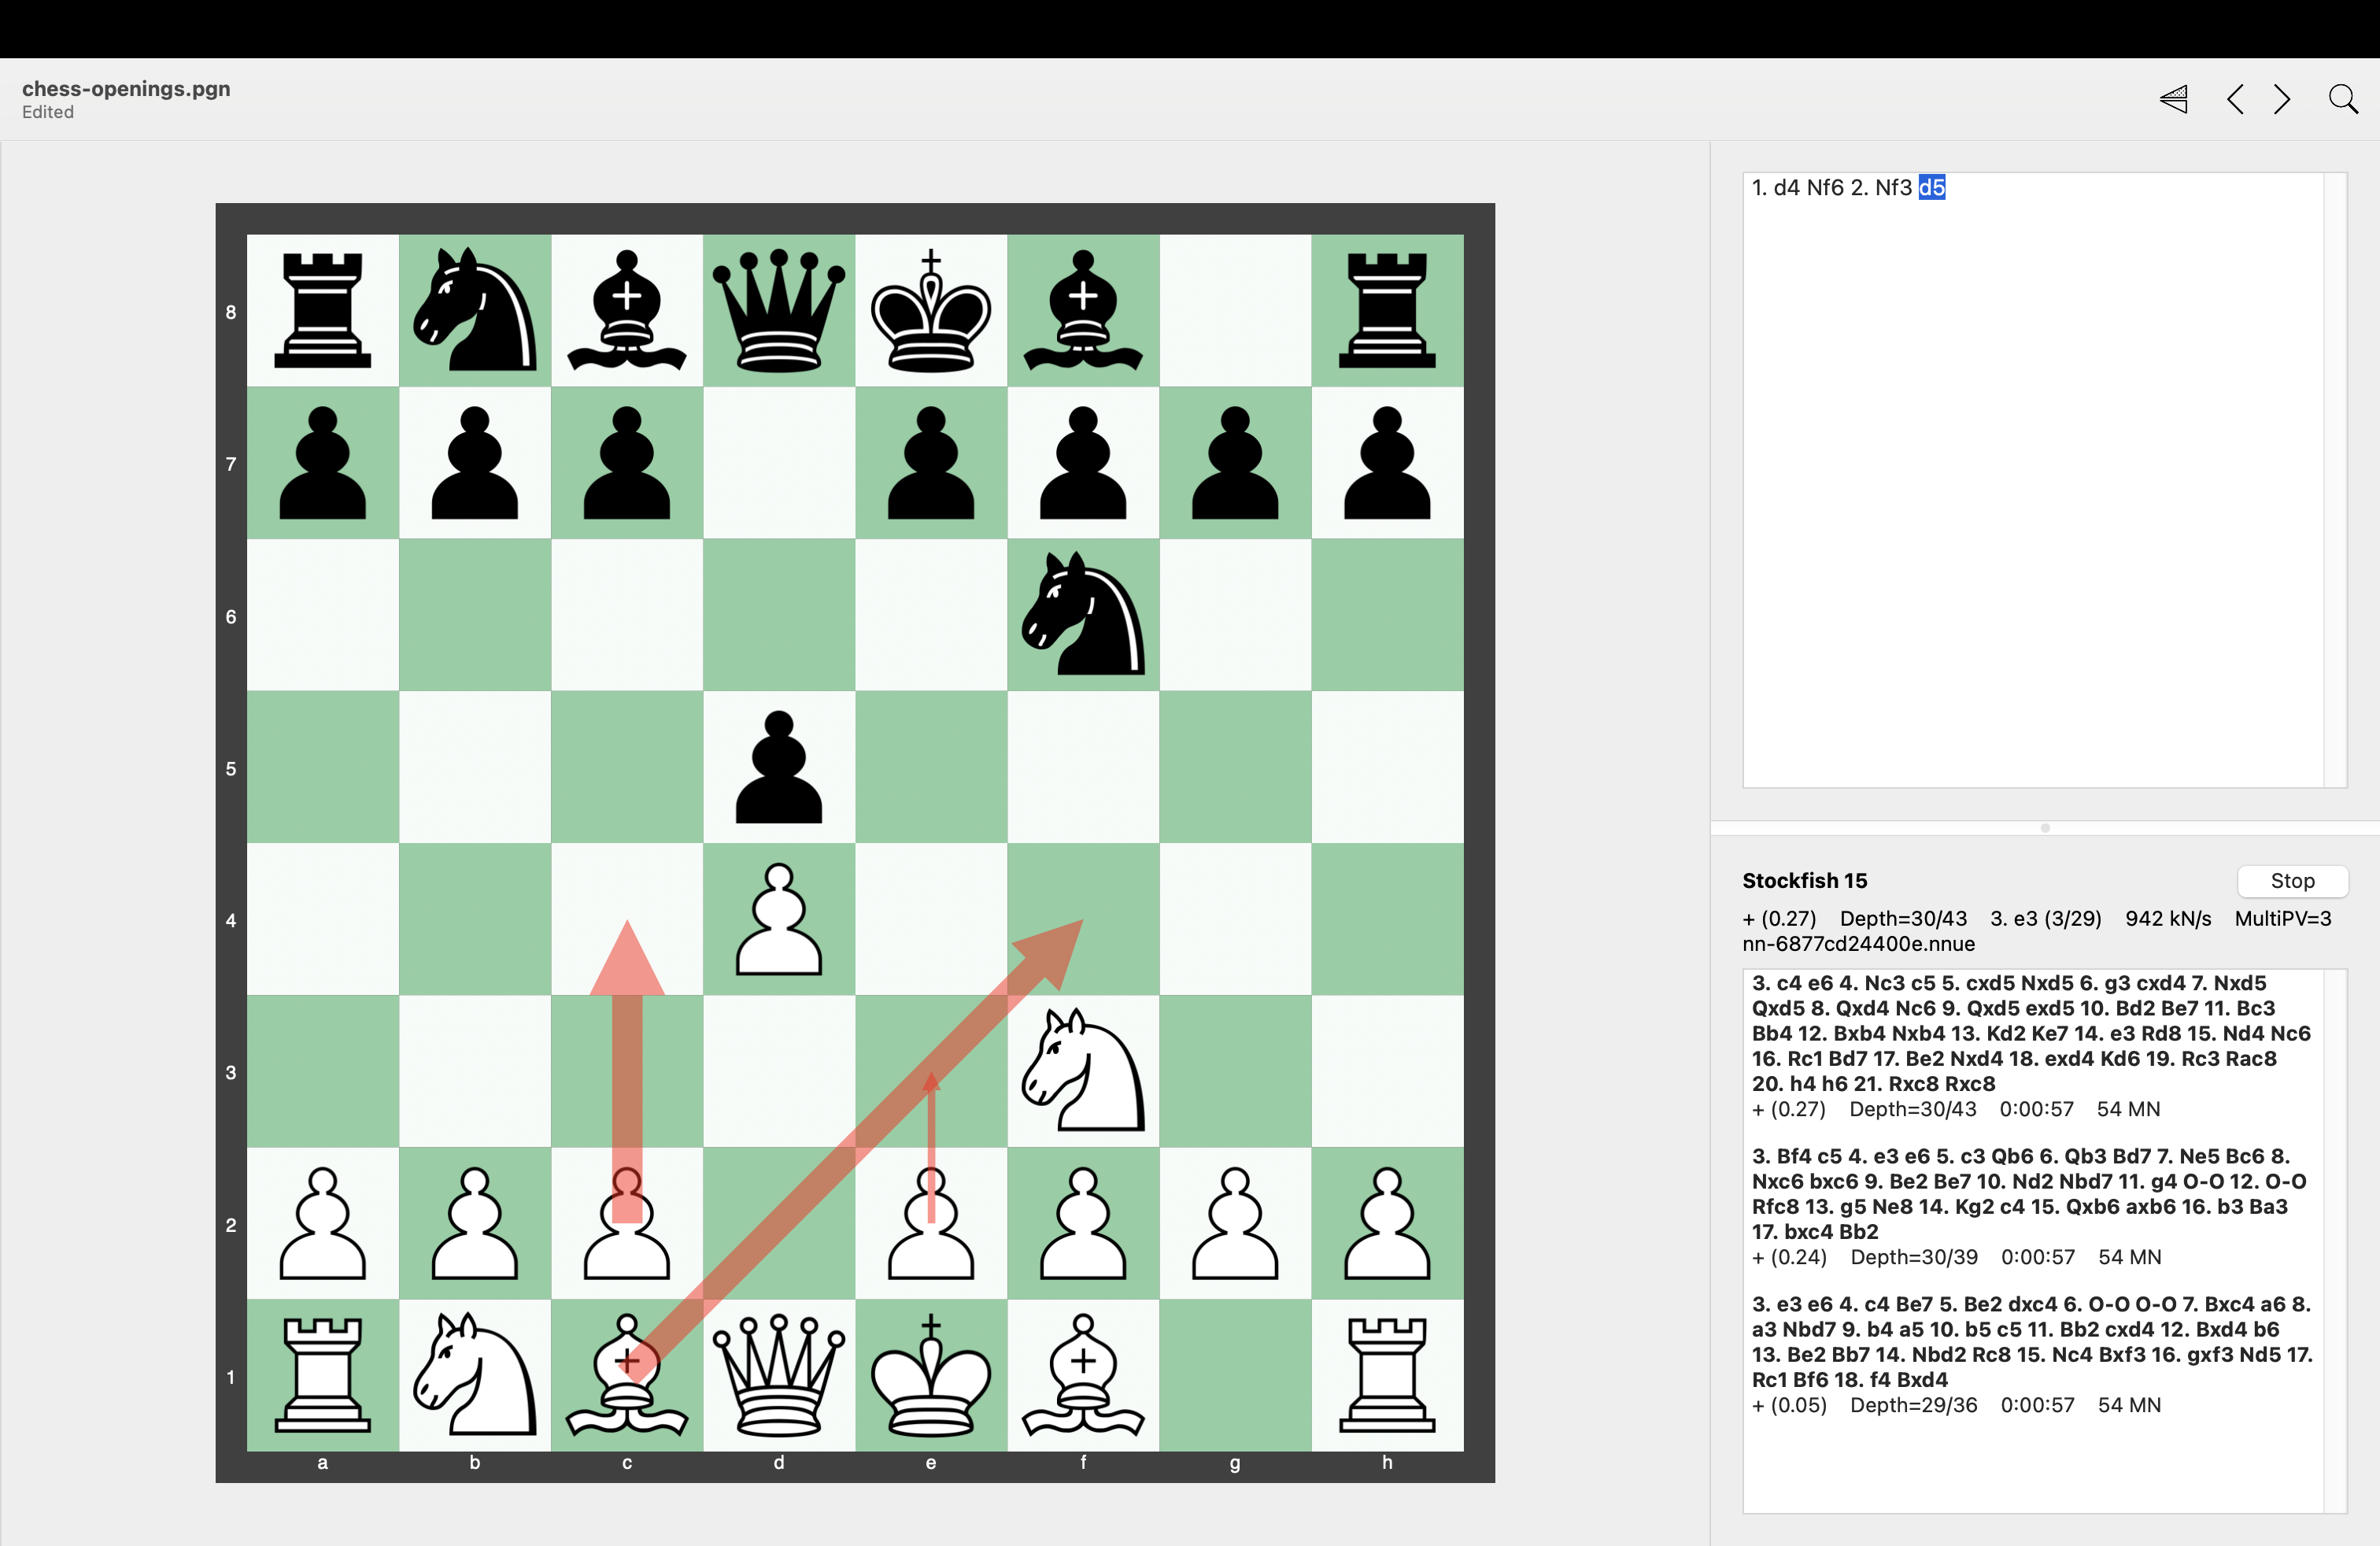 chess-openings.pgn
Edited
1. d4 Nf6 2. Nf3 d5
8
7
6
5
4
3
2
1
a b c d e f g h
Stockfish 15
Stop
+ (0.27) Depth=30/43 3. e3 (3/29) 942 kN/s MultiPV=3
nn-6877cd24400e.nnue
3. c4 e6 4. Nc3 c5 5. cxd5 Nxd5 6. g3 cxd4 7. Nxd5
Qxd5 8. Qxd4 Nc6 9. Qxd5 exd5 10. Bd2 Be7 11. Bc3
Bb4 12. Bxb4 Nxb4 13. Kd2 Ke7 14. e3 Rd8 15. Nd4 Nc6
16. Rc1 Bd7 17. Be2 Nxd4 18. exd4 Kd6 19. Rc3 Rac8
20. h4 h6 21. Rxc8 Rxc8
+ (0.27) Depth=30/43 0:00:57 54 MN
3. Bf4 c5 4. e3 e6 5. c3 Qb6 6. Qb3 Bd7 7. Ne5 Bc6 8.
Nxc6 bxc6 9. Be2 Be7 10. Nd2 Nbd7 11. g4 O-O 12. O-O
Rfc8 13. g5 Ne8 14. Kg2 c4 15. Qxb6 axb6 16. b3 Ba3
17. bxc4 Bb2
+ (0.24) Depth=30/39 0:00:57 54 MN
3. e3 e6 4. c4 Be7 5. Be2 dxc4 6. O-O O-O 7. Bxc4 a6 8.
a3 Nbd7 9. b4 a5 10. b5 c5 11. Bb2 cxd4 12. Bxd4 b6
13. Be2 Bb7 14. Nbd2 Rc8 15. Nc4 Bxf3 16. gxf3 Nd5 17.
Rc1 Bf6 18. f4 Bxd4
+ (0.05) Depth=29/36 0:00:57 54 MN